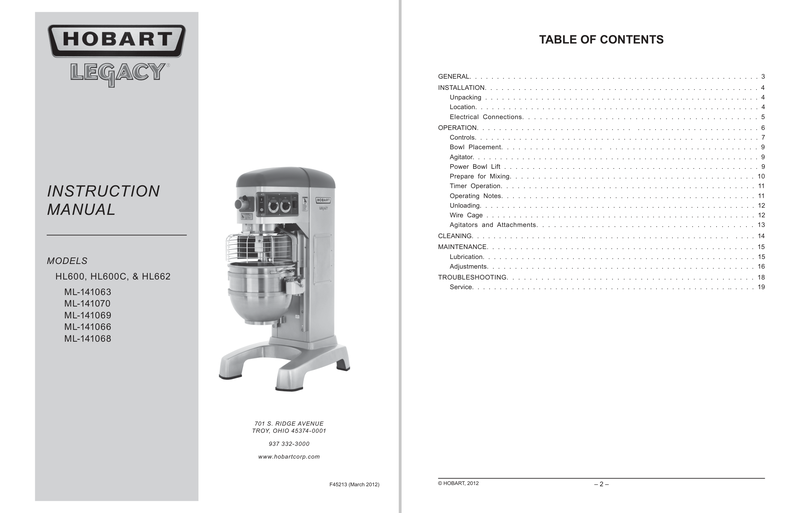 HOBART
LEGACY®
INSTRUCTION
MANUAL
MODELS
HL600, HL600C, & HL662
ML-141063
ML-141070
ML-141069
ML-141066
ML-141068
HOBART
701 S. RIDGE AVENUE
TROY, OHIO 45374-0001
937 332-3000
www.hobartcorp.com
F45213 (March 2012)
TABLE OF CONTENTS
GENERAL. . . . . . . . . . . . . . . . . . . . 3
INSTALLATION. . . . . . . . . . . . . . . . . . . . 4
Unpacking . . . . . . . . . . . . . . . . . . . . 4
Location. . . . . . . . . . . . . . . . . . . . 4
Electrical Connections. . . . . . . . . . . . . . . . . . . . 5
OPERATION. . . . . . . . . . . . . . . . . . . . 6
Controls. . . . . . . . . . . . . . . . . . . . 7
Bowl Placement. . . . . . . . . . . . . . . . . . . . 9
Agitator. . . . . . . . . . . . . . . . . . . . 9
Power Bowl Lift . . . . . . . . . . . . . . . . . . . . 9
Prepare for Mixing. . . . . . . . . . . . . . . . . . . . 10
Timer Operation. . . . . . . . . . . . . . . . . . . . 11
Operating Notes. . . . . . . . . . . . . . . . . . . . 11
Unloading. . . . . . . . . . . . . . . . . . . . 12
Wire Cage . . . . . . . . . . . . . . . . . . . . 12
Agitators and Attachments. . . . . . . . . . . . . . . . . . . . 13
CLEANING. . . . . . . . . . . . . . . . . . . . 14
MAINTENANCE. . . . . . . . . . . . . . . . . . . . 15
Lubrication. . . . . . . . . . . . . . . . . . . . 15
Adjustments. . . . . . . . . . . . . . . . . . . . 16
TROUBLESHOOTING. . . . . . . . . . . . . . . . . . . . 18
Service. . . . . . . . . . . . . . . . . . . . 19
© HOBART, 2012
– 2 –